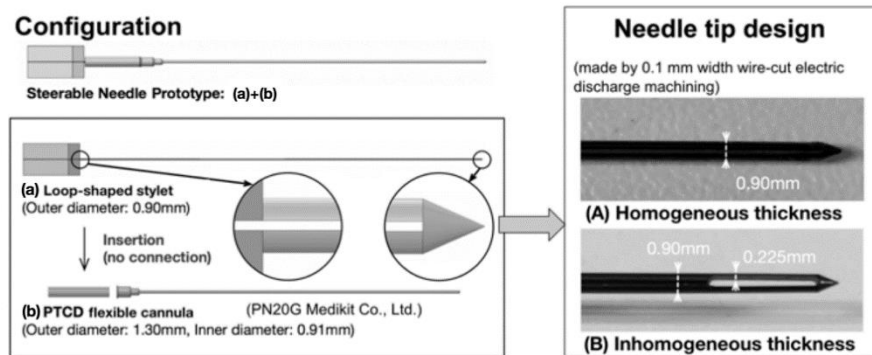 Configuration
Steerable Needle Prototype: (a)+(b)
(a) Loop-shaped stylet
(Outer diameter: 0.90mm)
Insertion
(no connection)
(b) PTCD flexible cannula
(PN20G Medikit Co., Ltd.)
(Outer diameter: 1.30mm, Inner diameter: 0.91mm)
Needle tip design
(made by 0.1 mm width wire-cut electric
discharge machining)
0.90mm
(A) Homogeneous thickness
0.90mm
0.225mm
(B) Inhomogeneous thickness